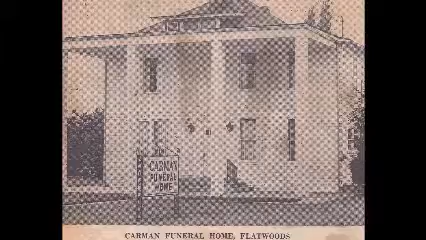 CARMAN
FUNERAL
HOME
CARMAN FUNERAL HOME, FLATWOODS